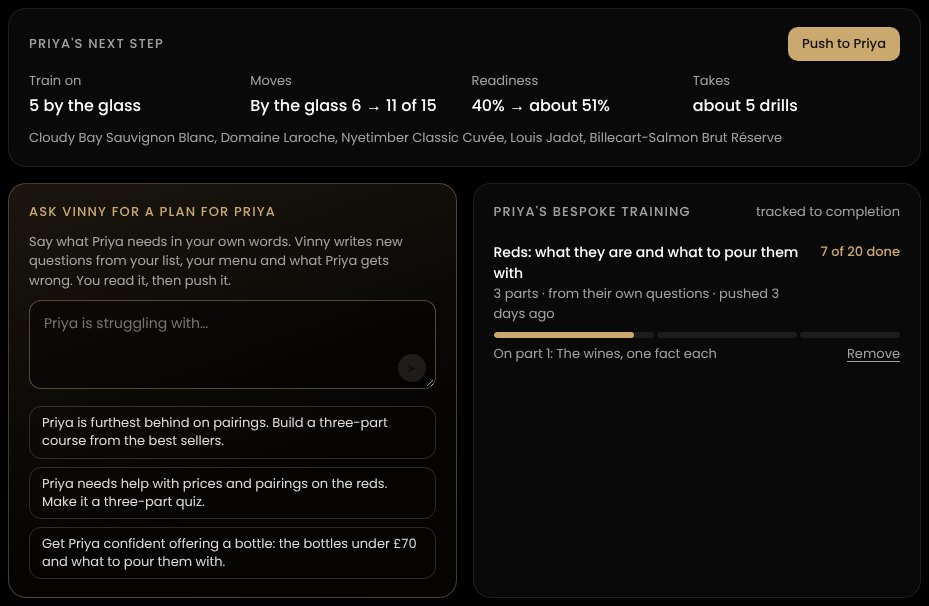 PRIYA'S NEXT STEP
Push to Priya
Train on
Moves
Readiness
Takes
5 by the glass
By the glass 6 → 11 of 15
40% → about 51%
about 5 drills
Cloudy Bay Sauvignon Blanc, Domaine Laroche, Nyetimber Classic Cuvée, Louis Jadot, Billecart-Salmon Brut Réserve
ASK VINNY FOR A PLAN FOR PRIYA
Say what Priya needs in your own words. Vinny writes new
questions from your list, your menu and what Priya gets
wrong. You read it, then push it.
Priya is struggling with…
Priya is furthest behind on pairings. Build a three-part
course from the best sellers.
Priya needs help with prices and pairings on the reds.
Make it a three-part quiz.
Get Priya confident offering a bottle: the bottles under £70
and what to pour them with.
PRIYA'S BESPOKE TRAINING
tracked to completion
Reds: what they are and what to pour them
with
7 of 20 done
3 parts · from their own questions · pushed 3
days ago
On part 1: The wines, one fact each
Remove